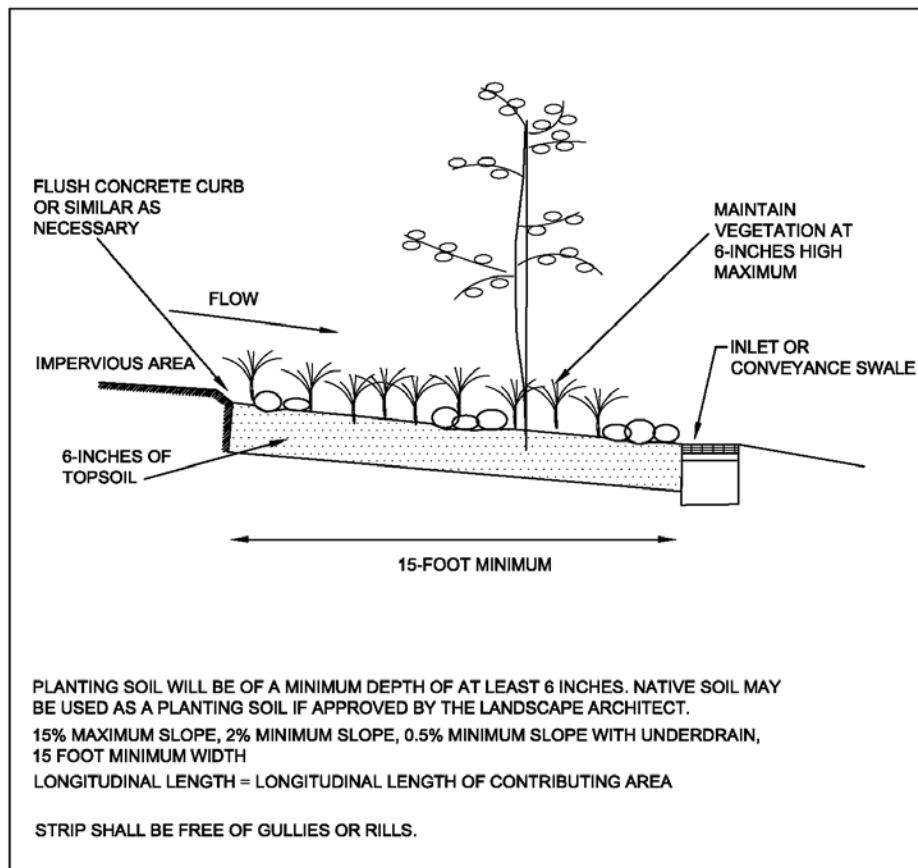 FLUSH CONCRETE CURB
OR SIMILAR AS
NECESSARY
MAINTAIN
VEGETATION AT
6-INCHES HIGH
MAXIMUM
FLOW
IMPERVIOUS AREA
INLET OR
CONVEYANCE SWALE
6-INCHES OF
TOPSOIL
15-FOOT MINIMUM
PLANTING SOIL WILL BE OF A MINIMUM DEPTH OF AT LEAST 6 INCHES. NATIVE SOIL MAY
BE USED AS A PLANTING SOIL IF APPROVED BY THE LANDSCAPE ARCHITECT.
15% MAXIMUM SLOPE, 2% MINIMUM SLOPE, 0.5% MINIMUM SLOPE WITH UNDERDRAIN,
15 FOOT MINIMUM WIDTH
LONGITUDINAL LENGTH = LONGITUDINAL LENGTH OF CONTRIBUTING AREA
STRIP SHALL BE FREE OF GULLIES OR RILLS.